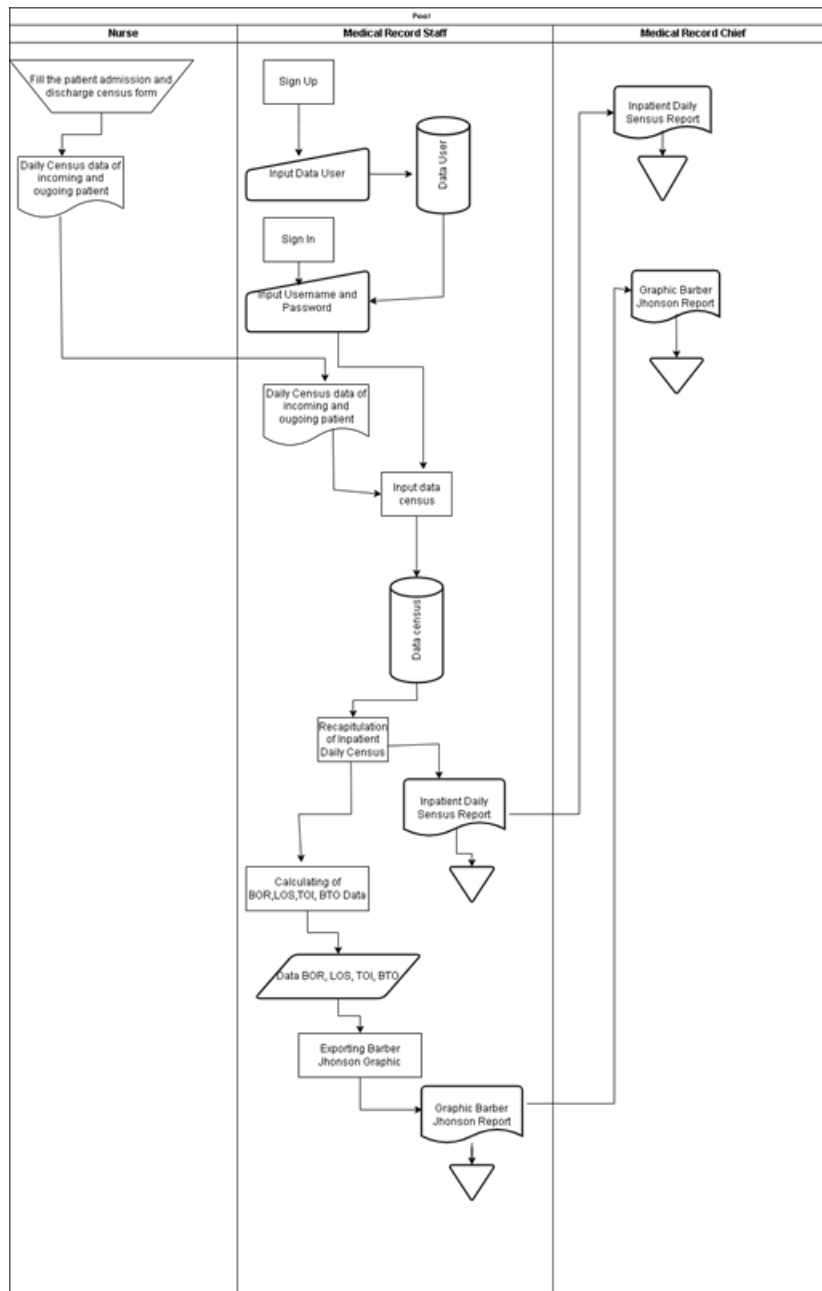 Pool
Nurse
Medical Record Staff
Medical Record Chief
Fill the patient admission and
discharge census form
Daily Census data of
incoming and
ougoing patient
Sign Up
Input Data User
Data User
Sign In
Input Username and
Password
Daily Census data of
incoming and
ougoing patient
Input data
census
Data census
Recapitulation
of Inpatient
Daily Census
Inpatient Daily
Sensus Report
Calculating of
BOR,LOS,TOI, BTO Data
Data BOR, LOS, TOI, BTO
Exporting Barber
Jhonson Graphic
Graphic Barber
Jhonson Report
Inpatient Daily
Sensus Report
Graphic Barber
Jhonson Report